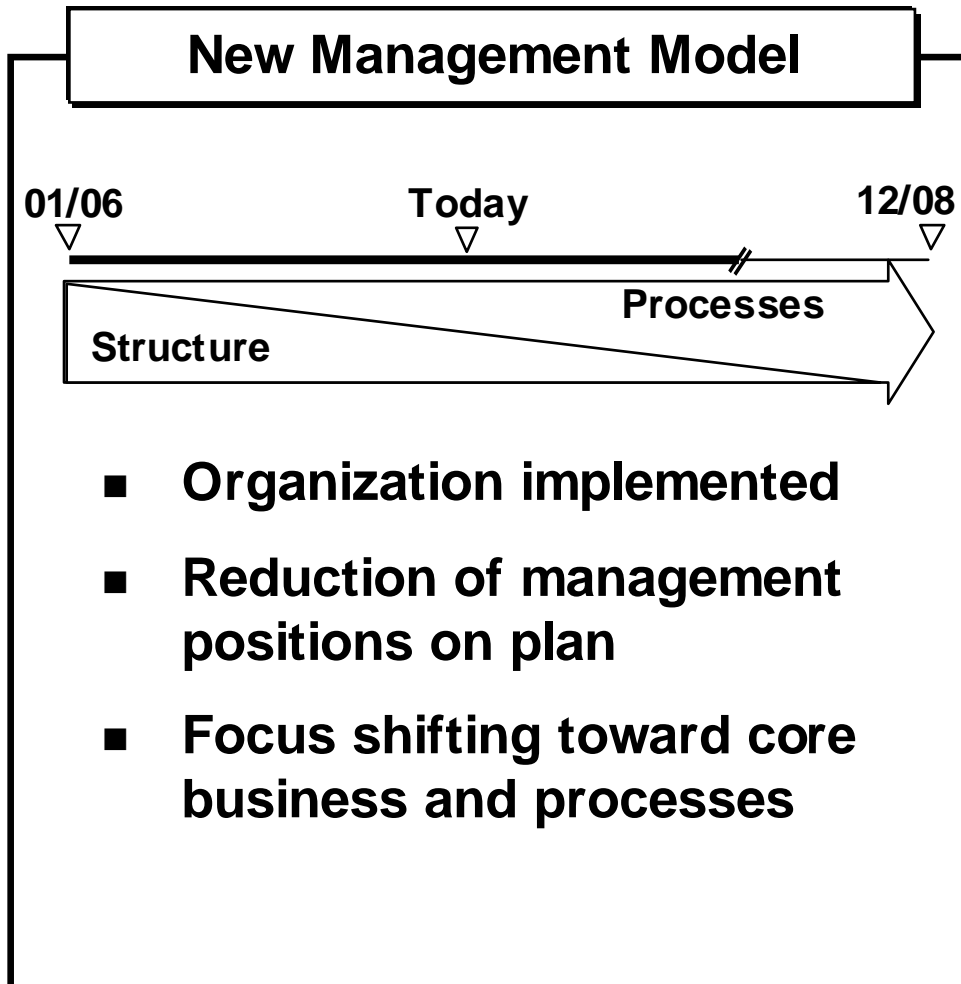 New Management Model
01/06 Today 12/08
Processes
Structure
■ Organization implemented
■ Reduction of management
positions on plan
■ Focus shifting toward core
business and processes